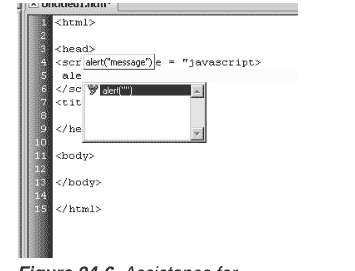 Untitled1.htm*
1 <html>
2
3 <head>
4 <scr alert("message") e = "javascript>
5 ale
alert("")
6 </sc
7 <tit
8
9 </he
10
11 <body>
12
13 </body>
14
15 </html>
Figure 24-6 Assistance for